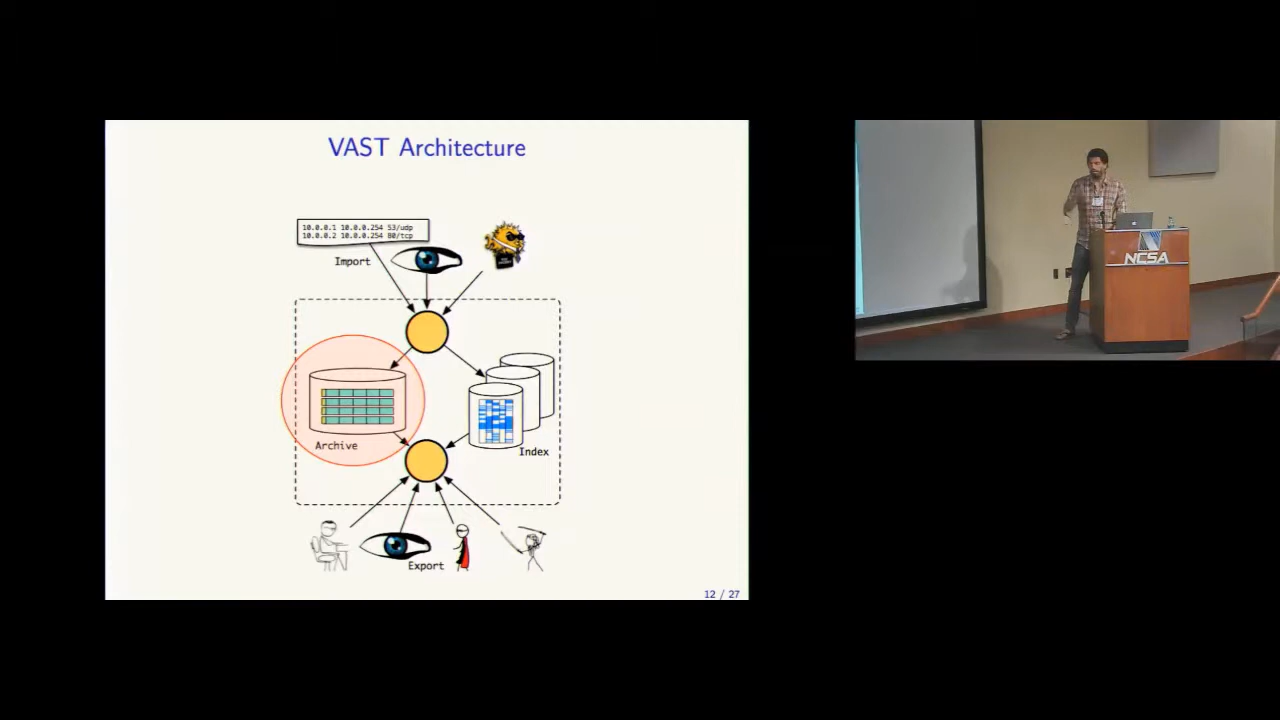 VAST Architecture
10.0.0.1 10.0.0.254 53/udp
10.0.0.2 10.0.0.254 80/tcp
Import
Archive
Index
Export
12 / 27
NCSA